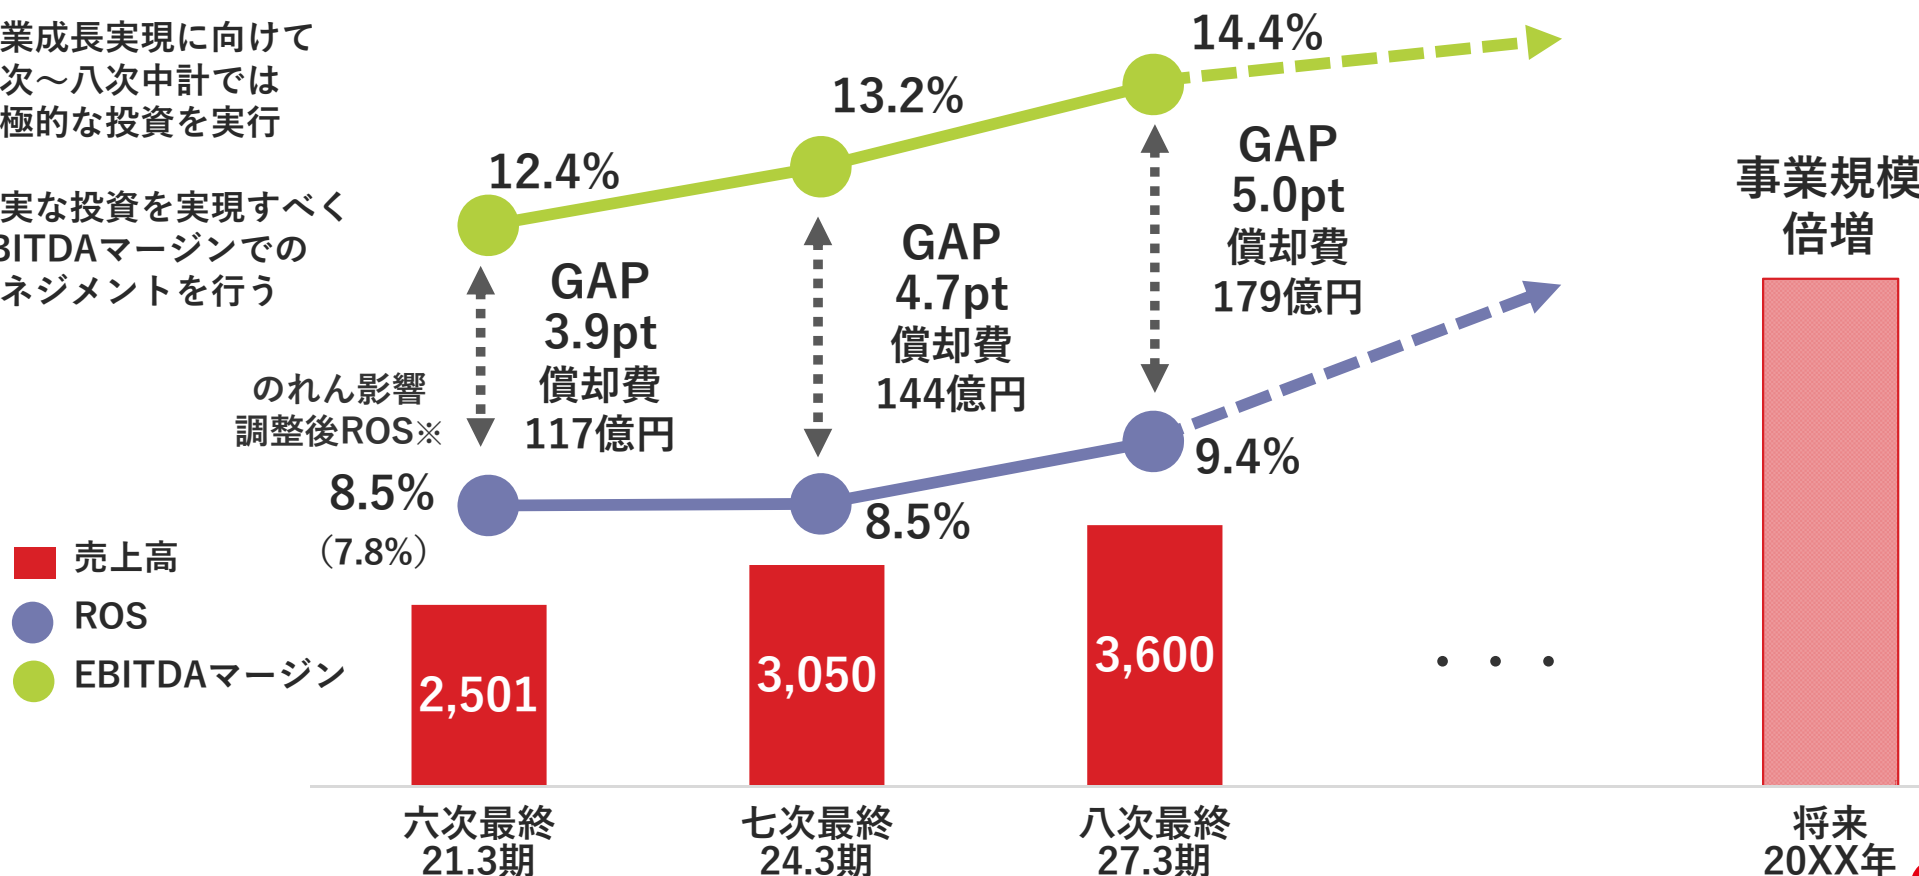 業成長実現に向けて
次～八次中計では
極的な投資を実行
実な投資を実現すべく
BITDAマージンでの
ネジメントを行う
14.4%
13.2%
12.4%
GAP
5.0pt
償却費
179億円
GAP
4.7pt
償却費
144億円
GAP
3.9pt
償却費
117億円
事業規模
倍増
のれん影響
調整後ROS※
8.5%
（7.8%）
8.5%
9.4%
売上高
ROS
EBITDAマージン
2,501
3,050
3,600
・・・
六次最終
21.3期
七次最終
24.3期
八次最終
27.3期
将来
20XX年